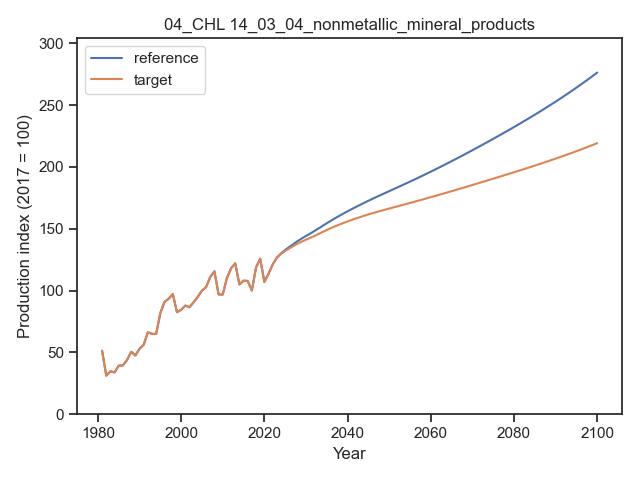 04_CHL 14_03_04_nonmetallic_mineral_products
reference
target
Production index (2017 = 100)
300
250
200
150
100
50
0
1980 2000 2020 2040 2060 2080 2100
Year